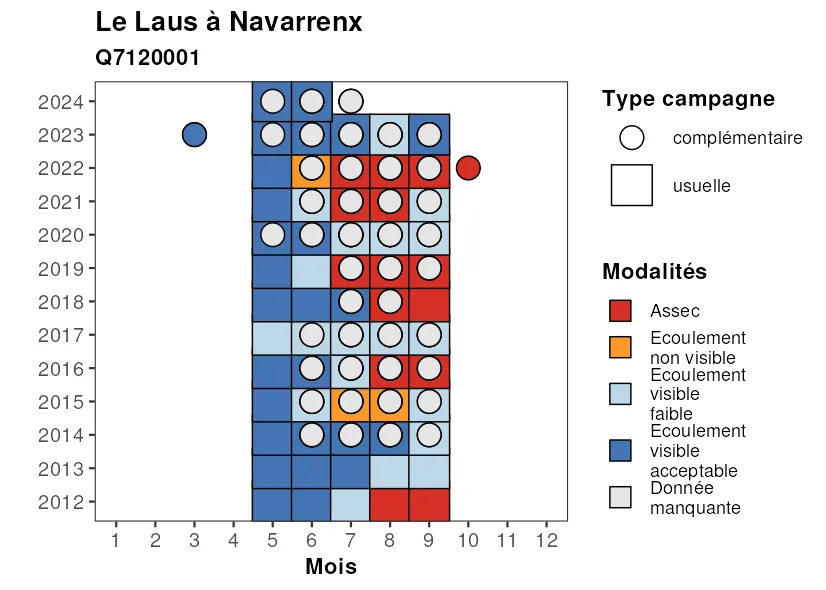 Le Laus à Navarrenx
Q7120001
2024
2023
2022
2021
2020
2019
2018
2017
2016
2015
2014
2013
2012
1 2 3 4 5 6 7 8 9 10 11 12
Mois
Type campagne
complémentaire
usuelle
Modalités
Assec
Ecoulement
non visible
Ecoulement
visible
faible
Ecoulement
visible
acceptable
Donnée
manquante